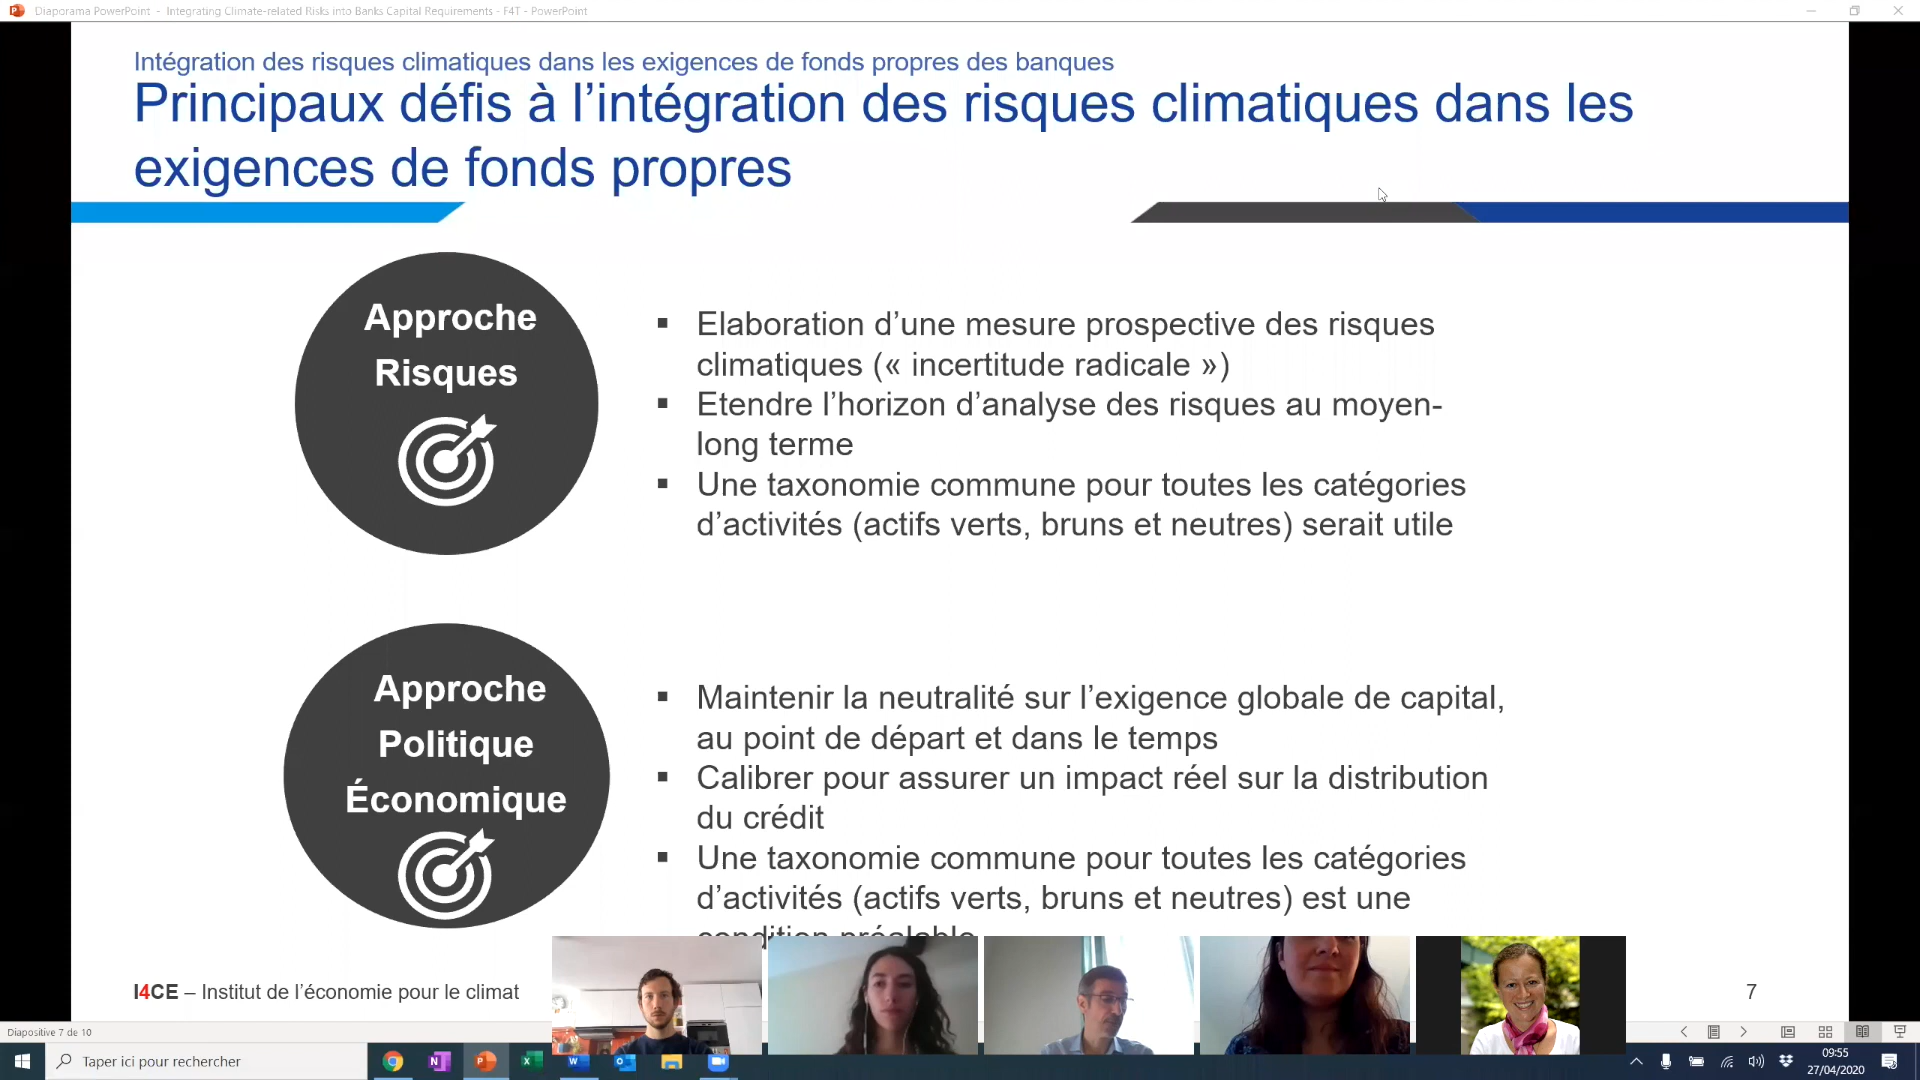 Diaporama PowerPoint - Integrating Climate-related Risks into Banks Capital Requirements - F4T - PowerPoint
Intégration des risques climatiques dans les exigences de fonds propres des banques
Principaux défis à l’intégration des risques climatiques dans les
exigences de fonds propres
Approche
Risques
▪ Elaboration d’une mesure prospective des risques
climatiques (« incertitude radicale »)
▪ Etendre l’horizon d’analyse des risques au moyen-
long terme
▪ Une taxonomie commune pour toutes les catégories
d’activités (actifs verts, bruns et neutres) serait utile
Approche
Politique
Économique
▪ Maintenir la neutralité sur l’exigence globale de capital,
au point de départ et dans le temps
▪ Calibrer pour assurer un impact réel sur la distribution
du crédit
▪ Une taxonomie commune pour toutes les catégories
d’activités (actifs verts, bruns et neutres) est une
condition préalable
I4CE – Institut de l’économie pour le climat
7
Diapositive 7 de 10
Taper ici pour rechercher
09:55
27/04/2020